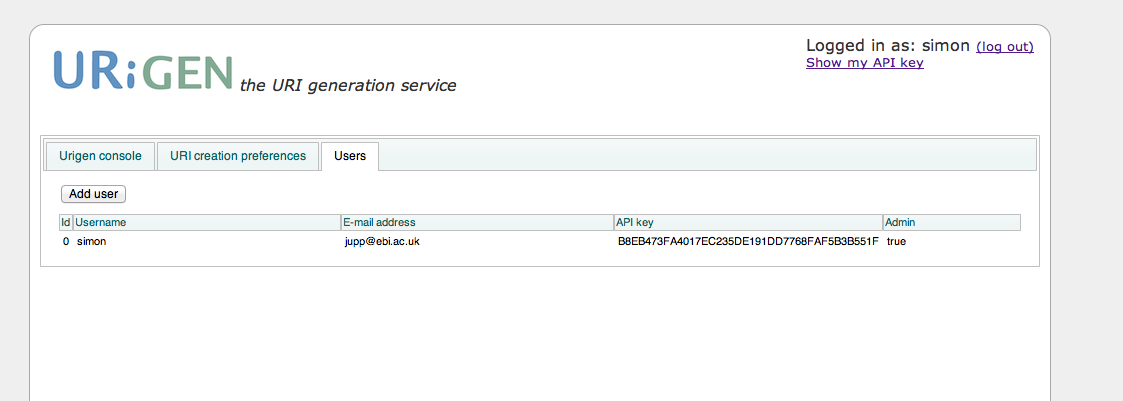 Logged in as: simon (log out)
Show my API key
URiGEN the URI generation service
Urigen console URI creation preferences Users
Add user
Id Username E-mail address API key Admin
0 simon jupp@ebi.ac.uk B8EB473FA4017EC235DE191DD7768FAF5B3B551F true